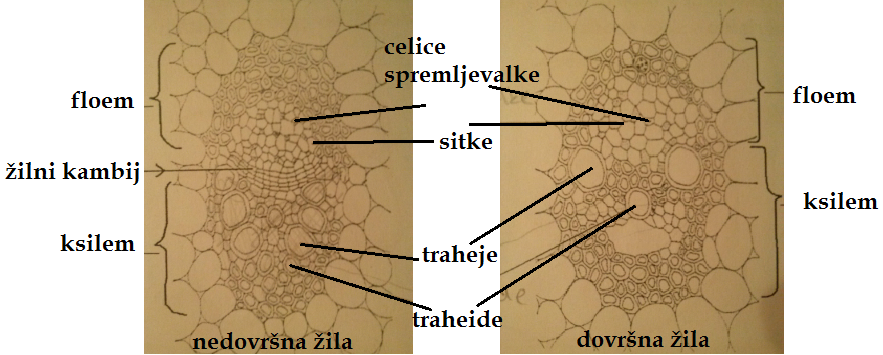 celice
spremljevalke
floem
floem
sitke
žilni kambij
ksilem
ksilem
traheje
traheide
nedovršna žila
dovršna žila